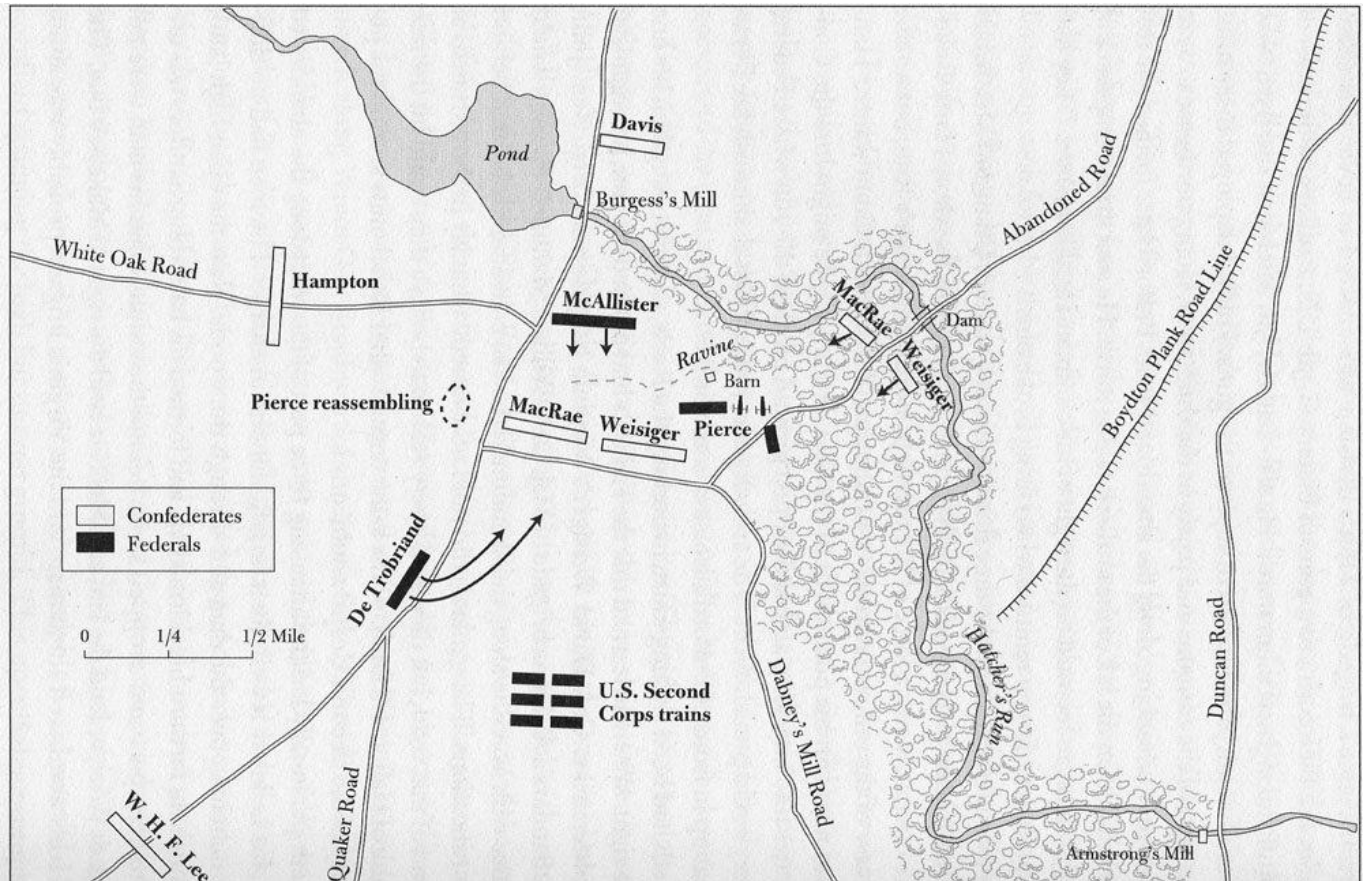 Davis
Pond
Burgess's Mill
Abandoned Road
White Oak Road
Hampton
McAllister
MacRae
Dam
Boydton Plank Road Line
Ravine
Weisiger
Barn
Pierce reassembling
MacRae
Weisiger
Pierce
Confederates
Federals
De Trobriand
0 1/4 1/2 Mile
U.S. Second
Corps trains
Dabney's Mill Road
Hatcher's Run
Duncan Road
W. H. F. Lee
Quaker Road
Armstrong's Mill